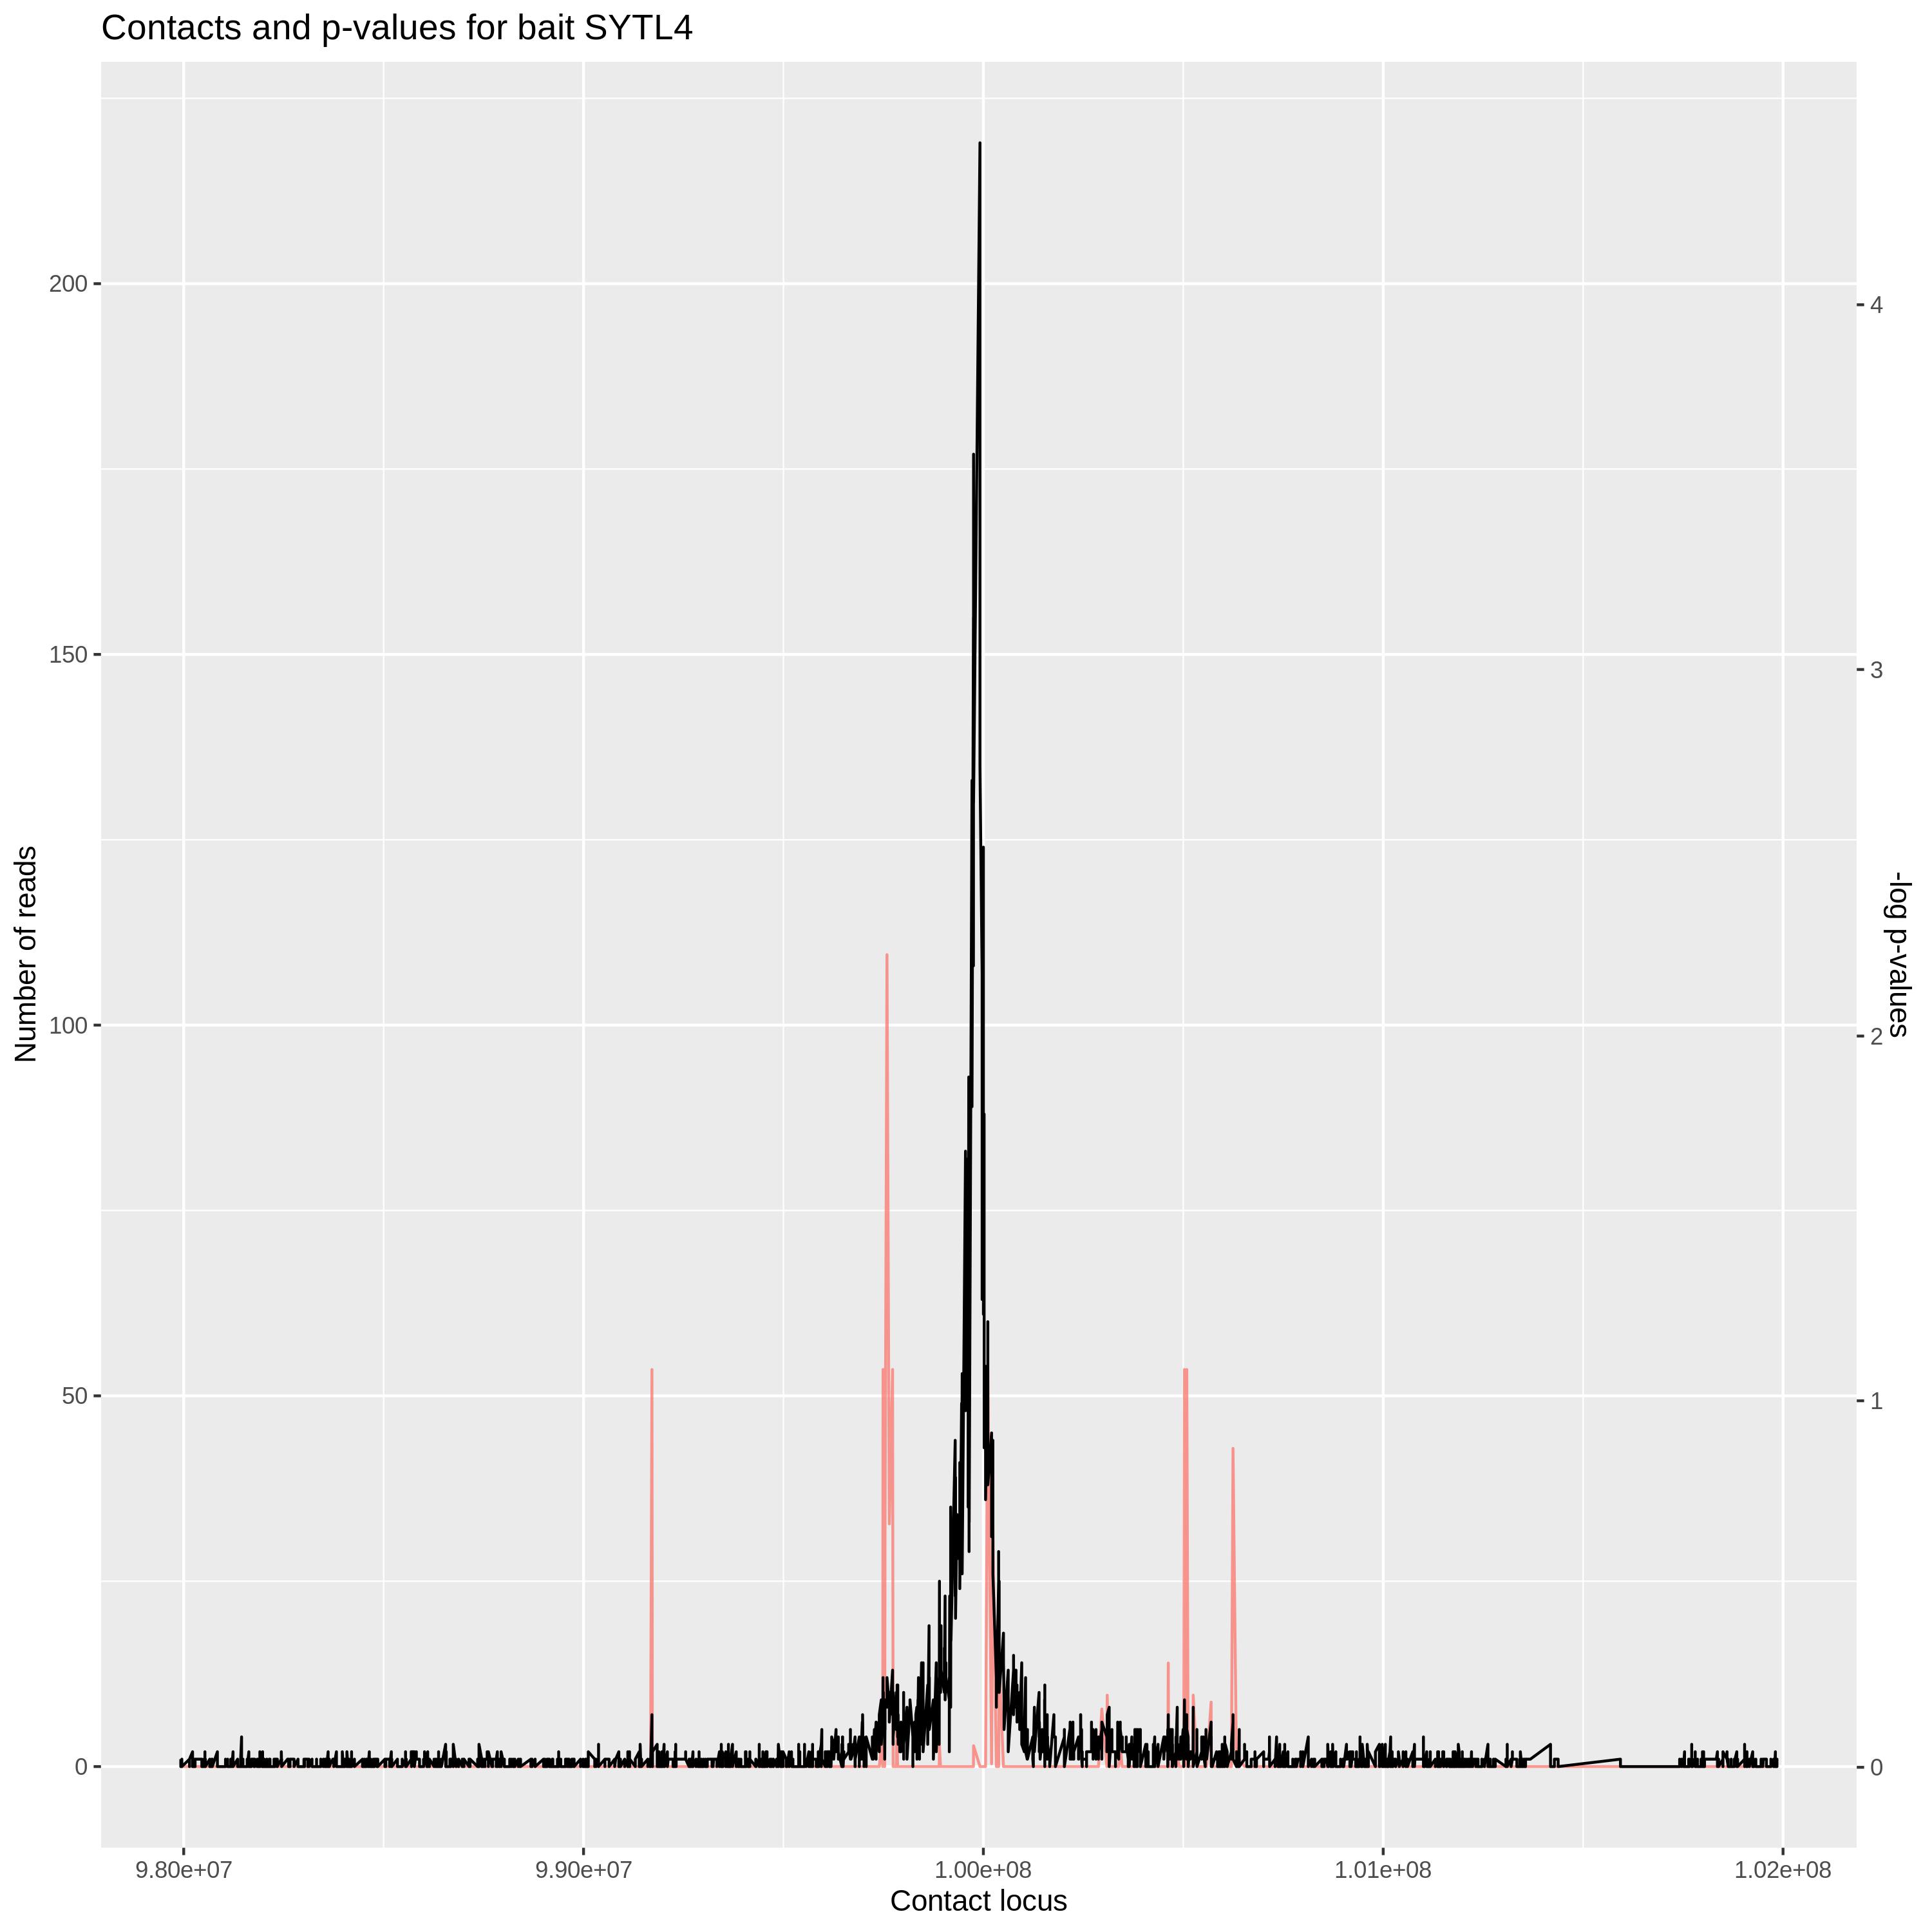 Contacts and p-values for bait SYTL4
200
150
100
50
0
Number of reads
4
3
2
1
0
-log p-values
9.80e+07
9.90e+07
1.00e+08
1.01e+08
1.02e+08
Contact locus